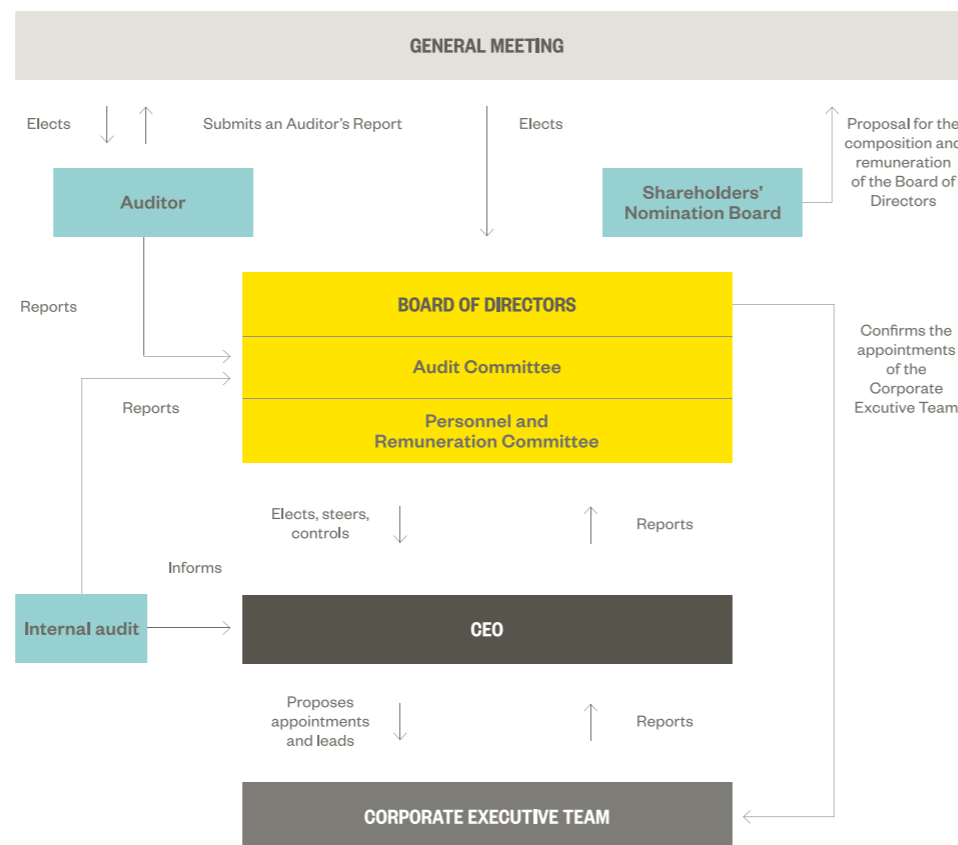 GENERAL MEETING
Elects
Submits an Auditor's Report
Elects
Proposal for the
composition and
remuneration
of the Board of
Directors
Auditor
Shareholders'
Nomination Board
Reports
BOARD OF DIRECTORS
Confirms the
appointments
of the
Corporate
Excutive Team
Audit Committee
Reports
Personnel and
Remuneration Committee
Elects, steers,
controls
Reports
Informs
Internal audit
CEO
Proposes
appointments
and leads
Reports
CORPORATE EXECUTIVE TEAM